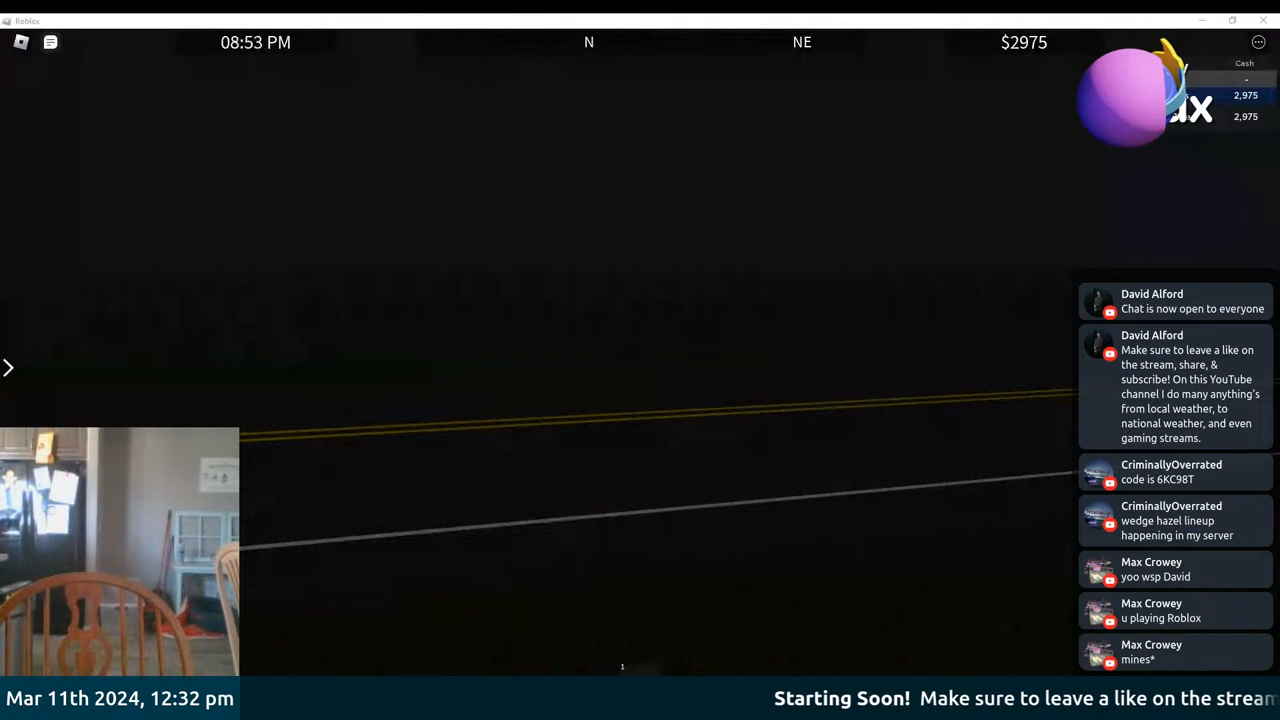 Roblox
08:53 PM
N
NE
$2975
Cash
-
2,975
2,975
David Alford
Chat is now open to everyone
David Alford
Make sure to leave a like on
the stream, share, &
subscribe! On this YouTube
channel I do many anything's
from local weather, to
national weather, and even
gaming streams.
CriminallyOverrated
code is 6KC98T
CriminallyOverrated
wedge hazel lineup
happening in my server
Max Crowey
yoo wsp David
Max Crowey
u playing Roblox
Max Crowey
mines*
1
Mar 11th 2024, 12:32 pm
Starting Soon! Make sure to leave a like on the stream